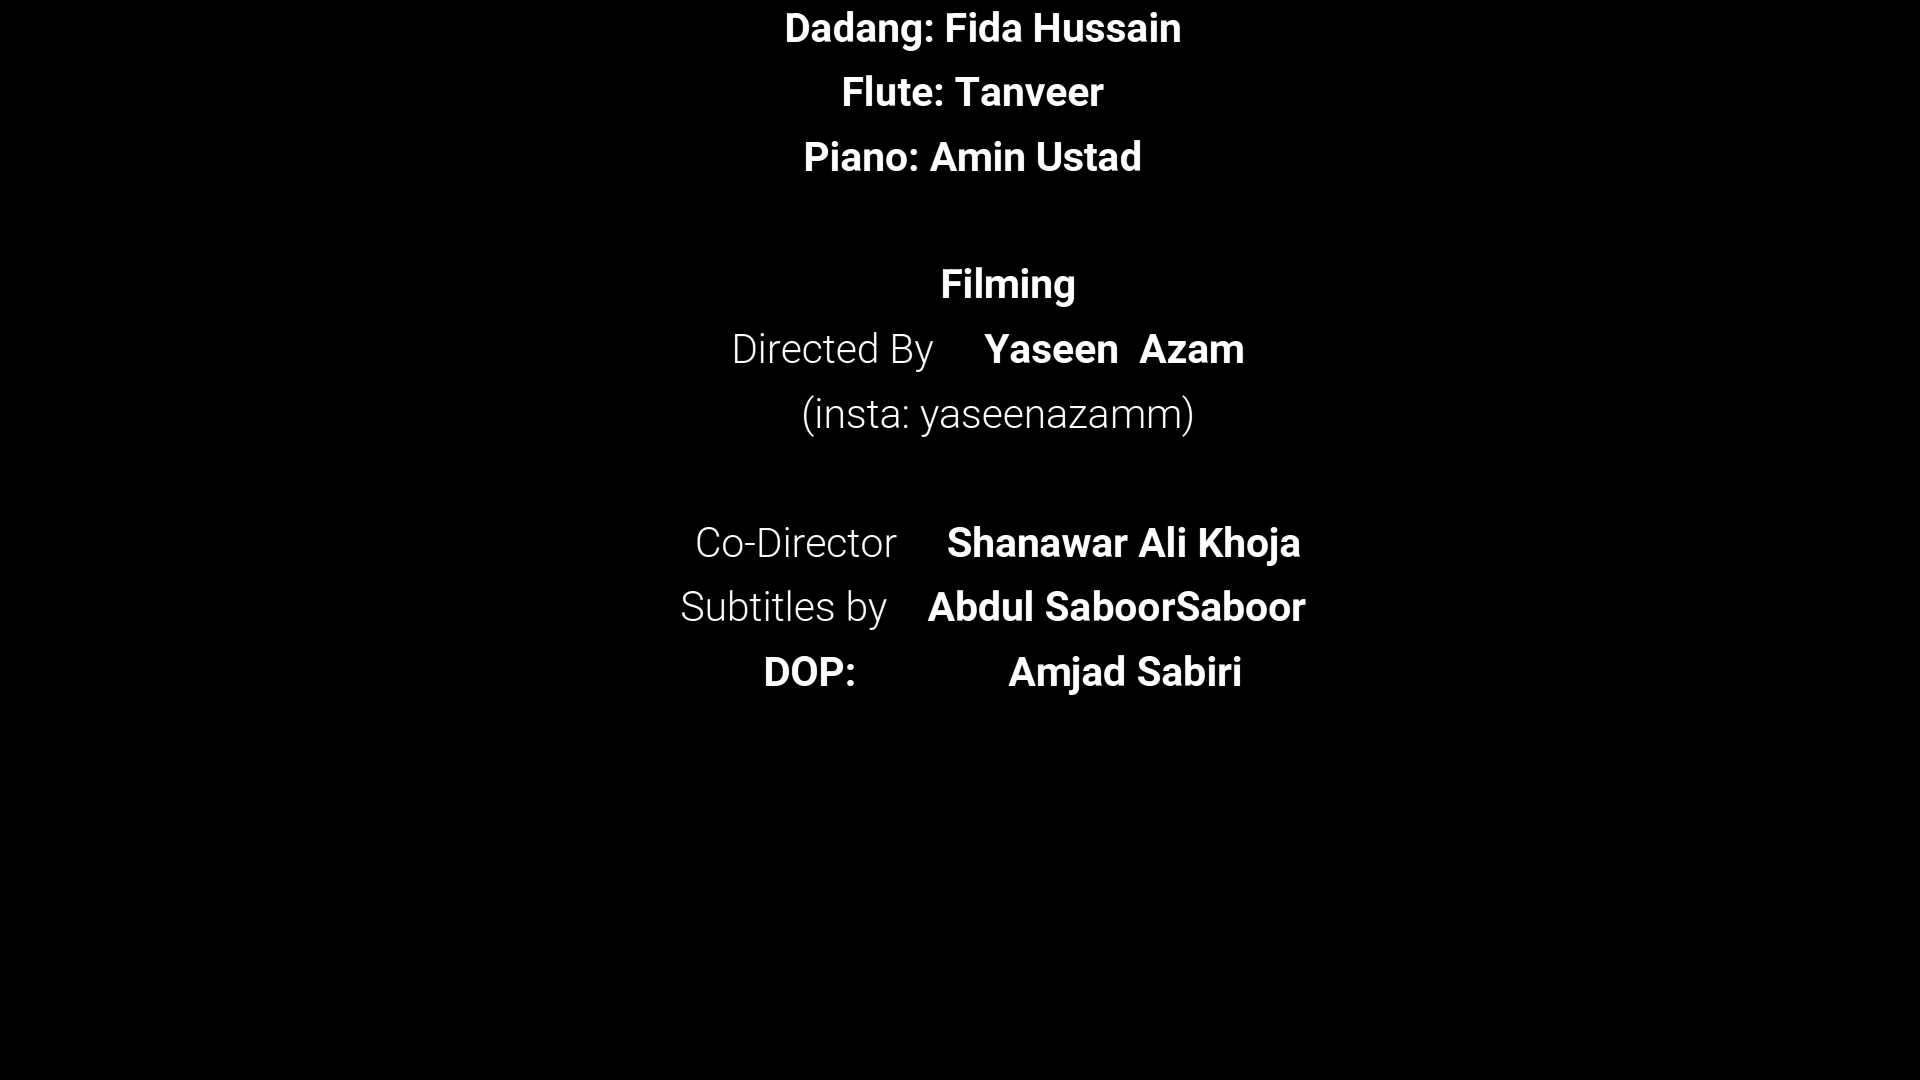 Dadang: Fida Hussain
Flute: Tanveer
Piano: Amin Ustad
Filming
Directed By Yaseen Azam
(insta: yaseenazamm)
Co-Director Shanawar Ali Khoja
Subtitles by Abdul SaboorSaboor
DOP: Amjad Sabiri